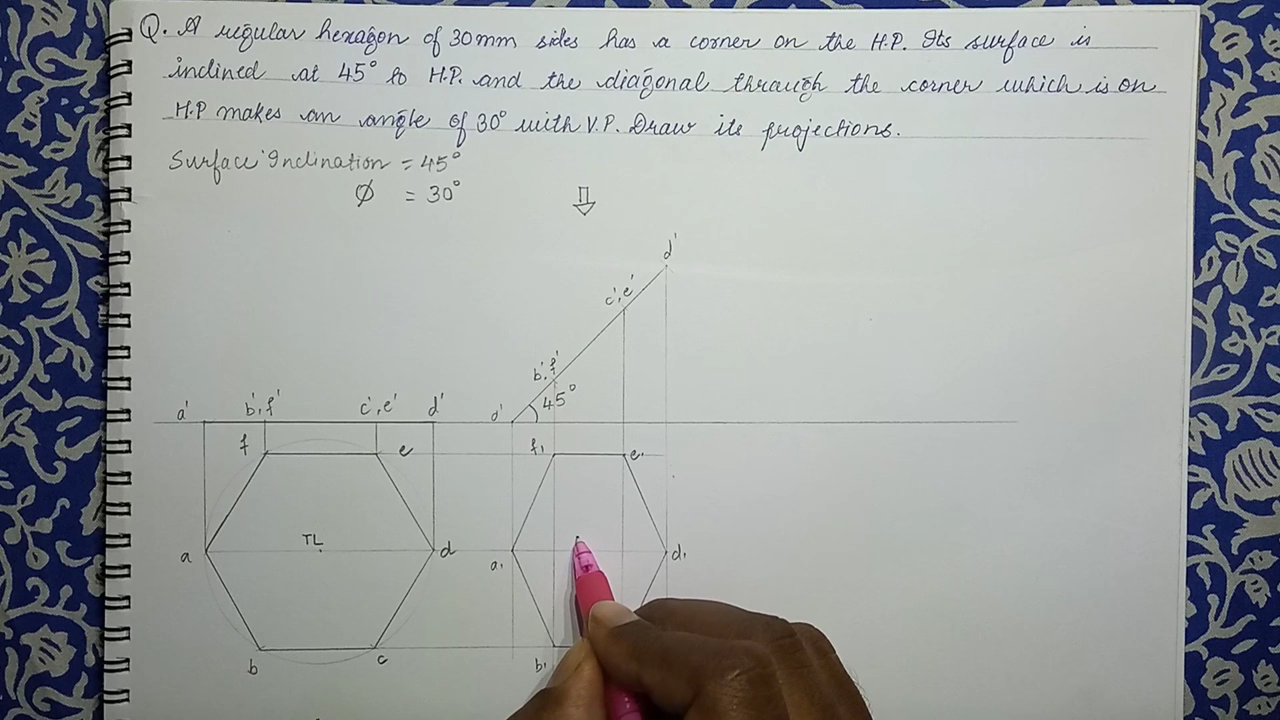 Q. A regular hexagon of 30mm sides has a corner on the H.P. Its surface is
inclined at 45° to H.P. and the diagonal through the corner which is on
H.P makes an angle of 30° with V.P. Draw its projections.
Surface Inclination = 45°
Ø = 30°
d'
c', e'
b', f'
45°
a' b', f' c', e' d' a'
f e f₁ e₁
TL
a d a₁ d₁
b c b₁